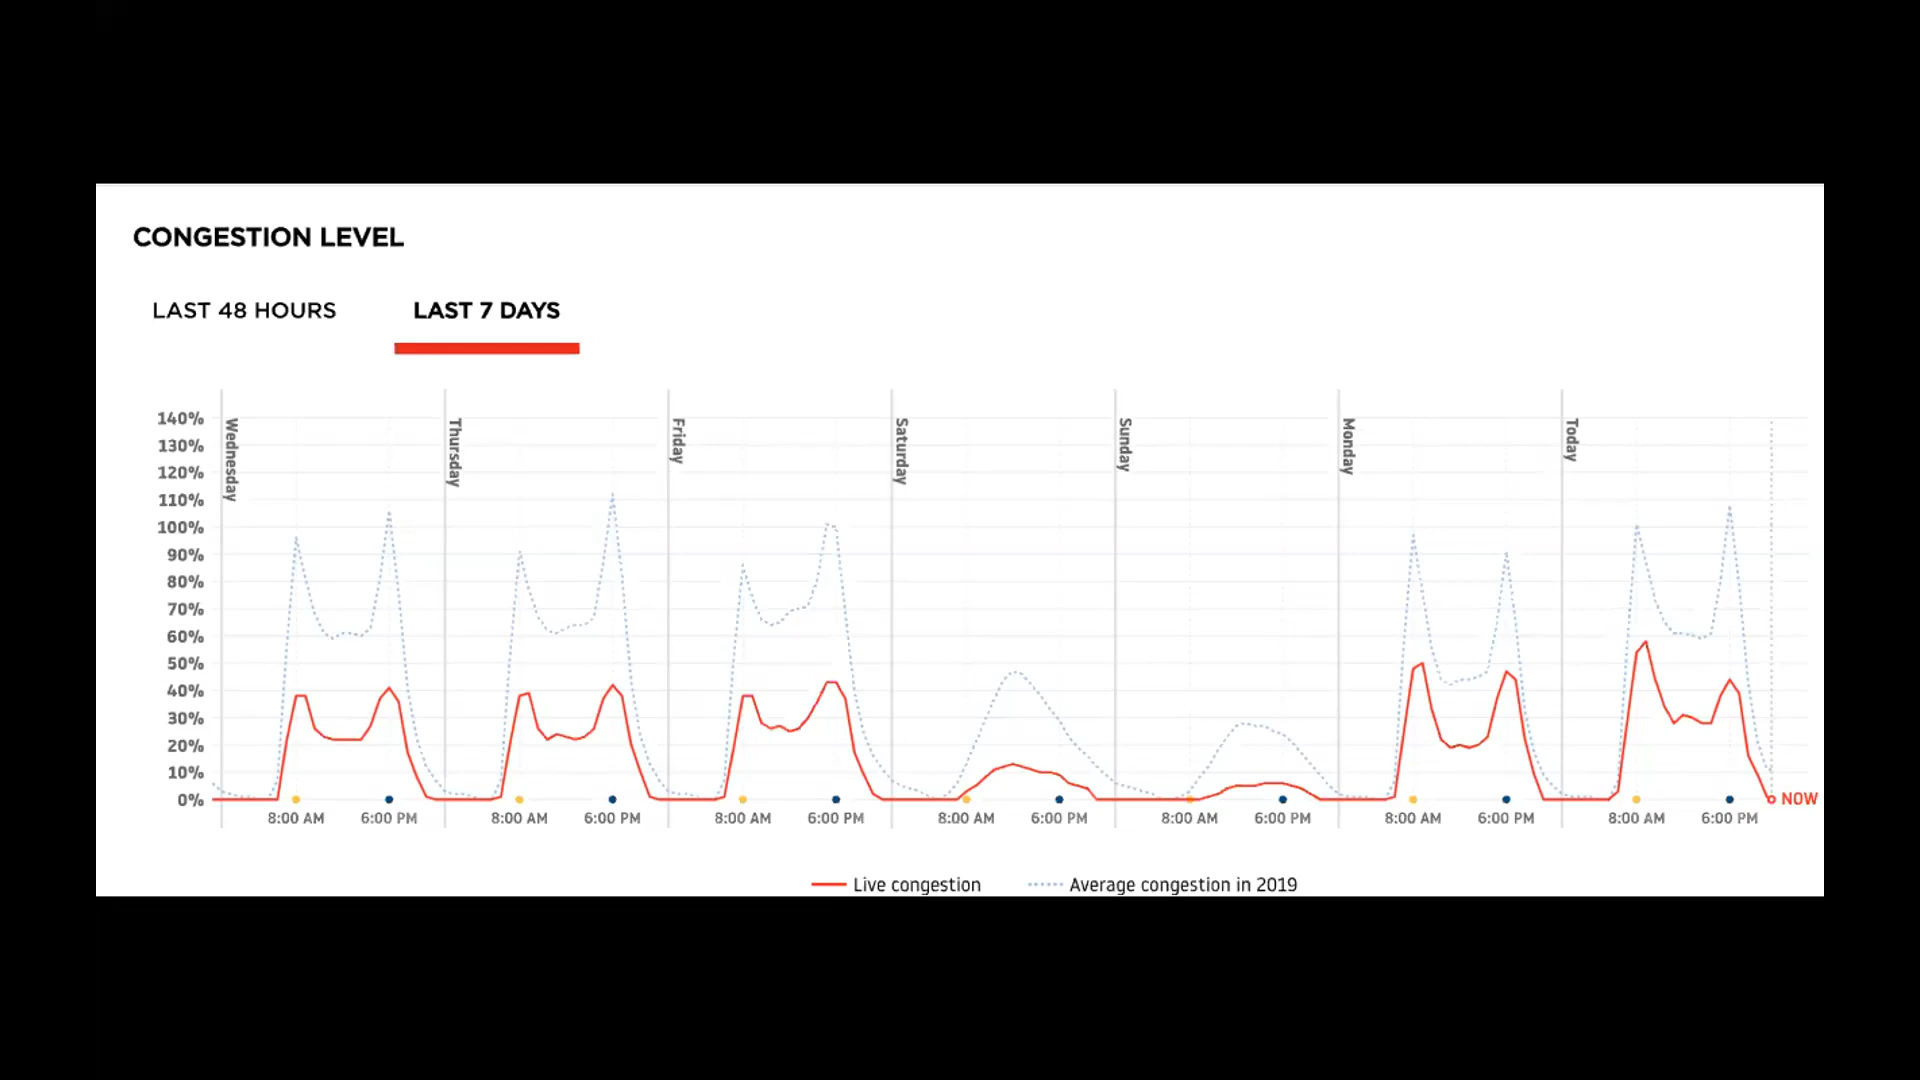 CONGESTION LEVEL
LAST 48 HOURS LAST 7 DAYS
Wednesday Thursday Friday Saturday Sunday Monday Today
140%
130%
120%
110%
100%
90%
80%
70%
60%
50%
40%
30%
20%
10%
0% NOW
8:00 AM 6:00 PM 8:00 AM 6:00 PM 8:00 AM 6:00 PM 8:00 AM 6:00 PM 8:00 AM 6:00 PM 8:00 AM 6:00 PM 8:00 AM 6:00 PM
Live congestion Average congestion in 2019